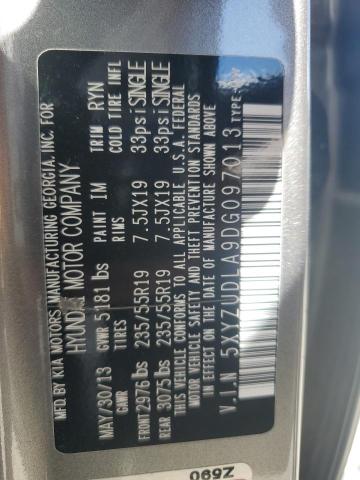 MFD.BY KIA MOTORS MANUFACTURING GEORGIA, INC. FOR
HYUNDAI MOTOR COMPANY
MAY/30/13 GVWR 5181 lbs PAINT IM TRIM RYN
GAWR TIRES RIMS COLD TIRE INFL
FRONT 2976 lbs 235/55R19 7.5JX19 33psi SINGLE
REAR 3075 lbs 235/55R19 7.5JX19 33psi SINGLE
THIS VEHICLE CONFORMS TO ALL APPLICABLE U.S.A. FEDERAL
MOTOR VEHICLE SAFETY AND THEFT PREVENTION STANDARDS
IN EFFECT ON THE DATE OF MANUFACTURE SHOWN ABOVE.
V.I.N 5XYZUDLA9DG097013 TYPE:
Z590